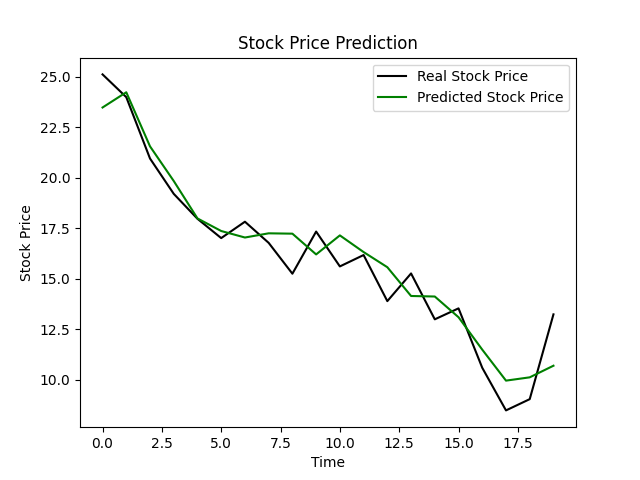 Stock Price Prediction
Real Stock Price
Predicted Stock Price
25.0
22.5
20.0
17.5
15.0
12.5
10.0
Stock Price
0.0 2.5 5.0 7.5 10.0 12.5 15.0 17.5
Time